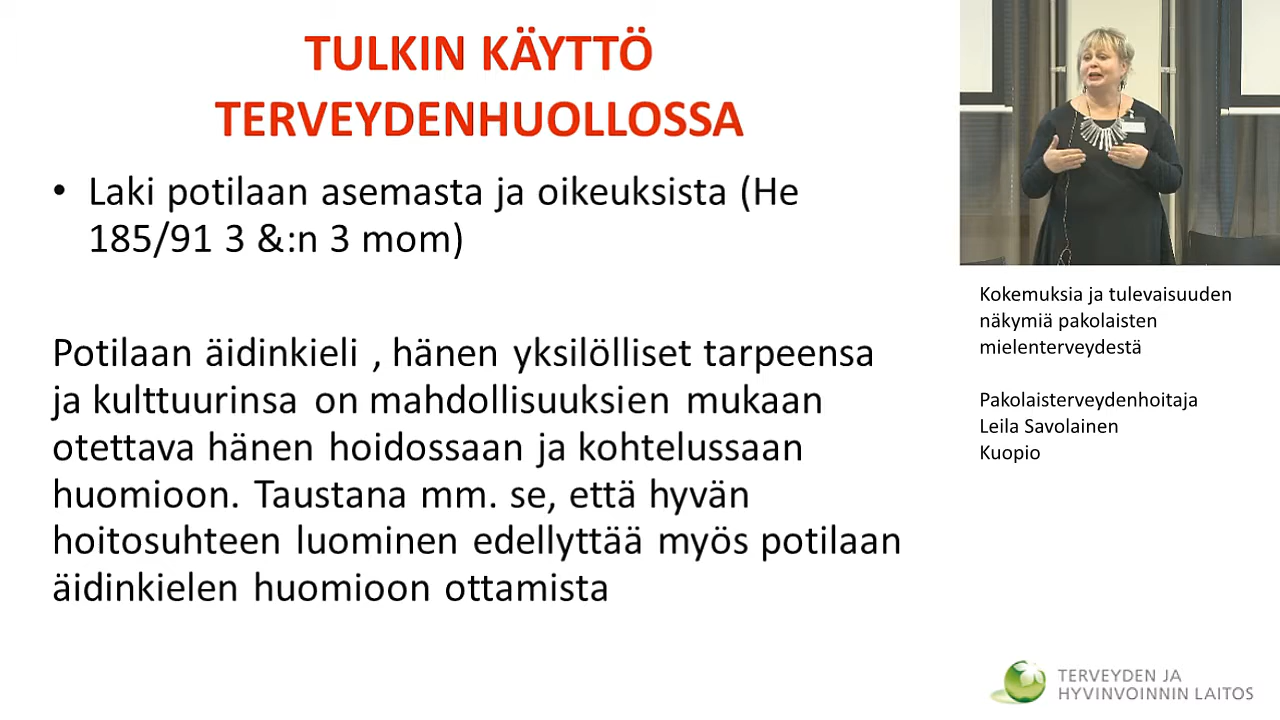 TULKIN KÄYTTÖ
TERVEYDENHUOLLOSSA
• Laki potilaan asemasta ja oikeuksista (He
185/91 3 &:n 3 mom)
Potilaan äidinkieli , hänen yksilölliset tarpeensa
ja kulttuurinsa on mahdollisuuksien mukaan
otettava hänen hoidossaan ja kohtelussaan
huomioon. Taustana mm. se, että hyvän
hoitosuhteen luominen edellyttää myös potilaan
äidinkielen huomioon ottamista
Kokemuksia ja tulevaisuuden
näkymiä pakolaisten
mielenterveydestä
Pakolaisterveydenhoitaja
Leila Savolainen
Kuopio
TERVEYDEN JA
HYVINVOINNIN LAITOS